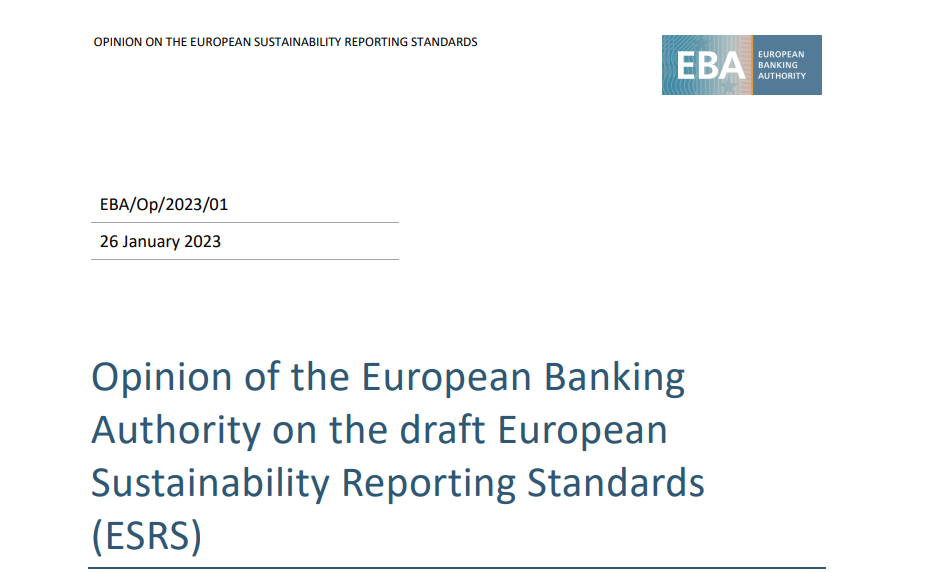 OPINION ON THE EUROPEAN SUSTAINABILITY REPORTING STANDARDS
EBA
EUROPEAN
BANKING
AUTHORITY
EBA/Op/2023/01
26 January 2023
Opinion of the European Banking
Authority on the draft European
Sustainability Reporting Standards
(ESRS)